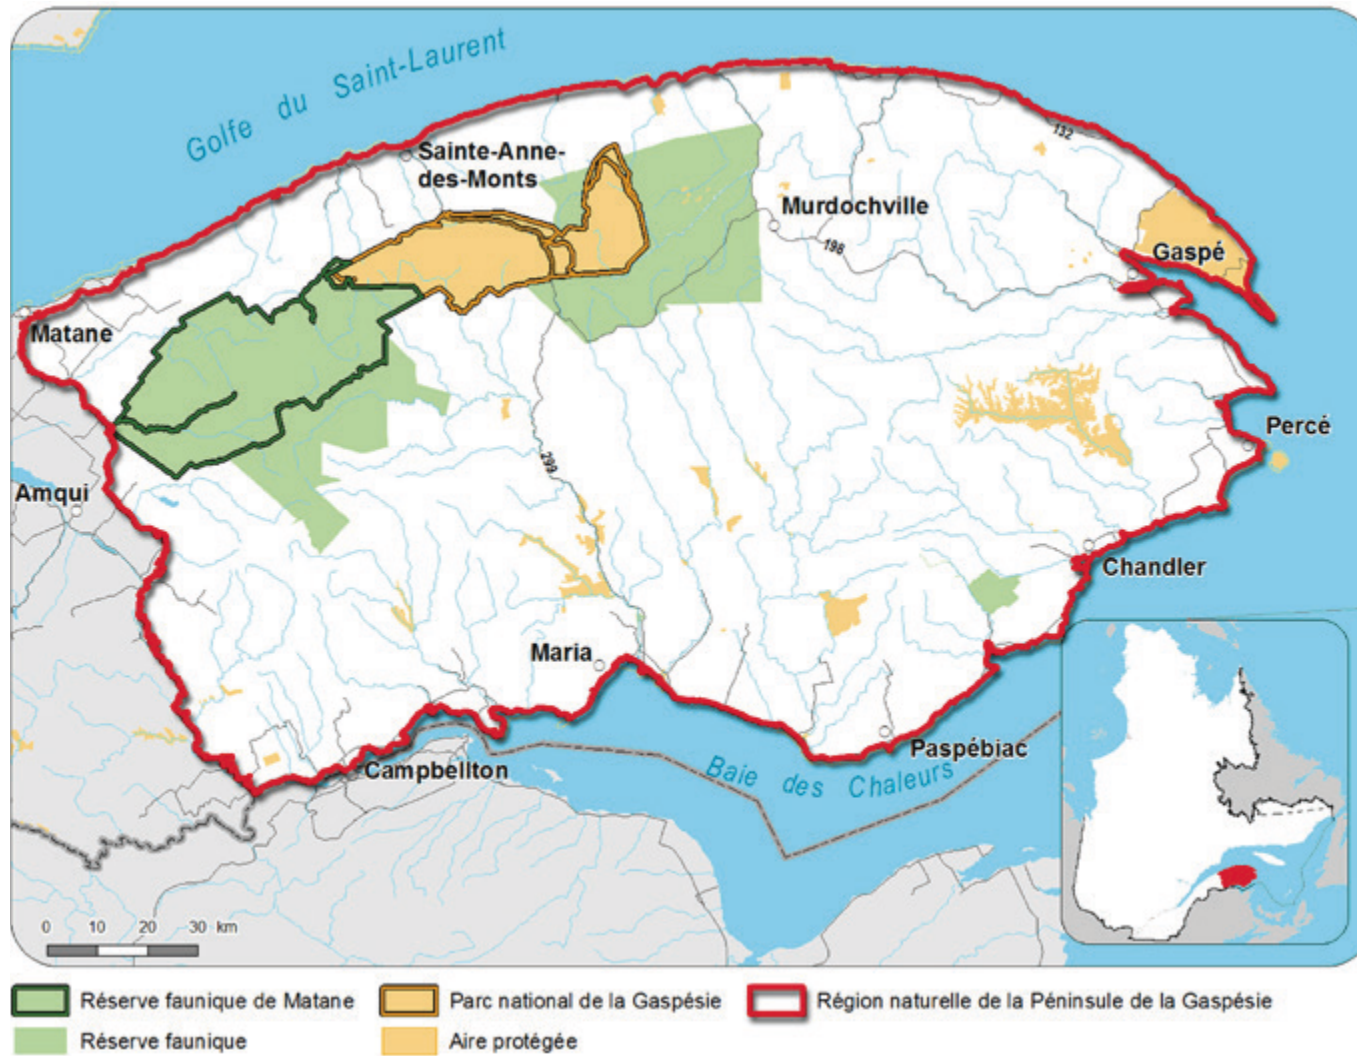 Golfe du Saint-Laurent
Sainte-Anne-
des-Monts
132
Murdochville
198
Gaspé
Matane
Percé
299
Amqui
Chandler
Maria
Paspébiac
Campbellton
Baie des Chaleurs
0 10 20 30 km
Réserve faunique de Matane
Parc national de la Gaspésie
Région naturelle de la Péninsule de la Gaspésie
Réserve faunique
Aire protégée